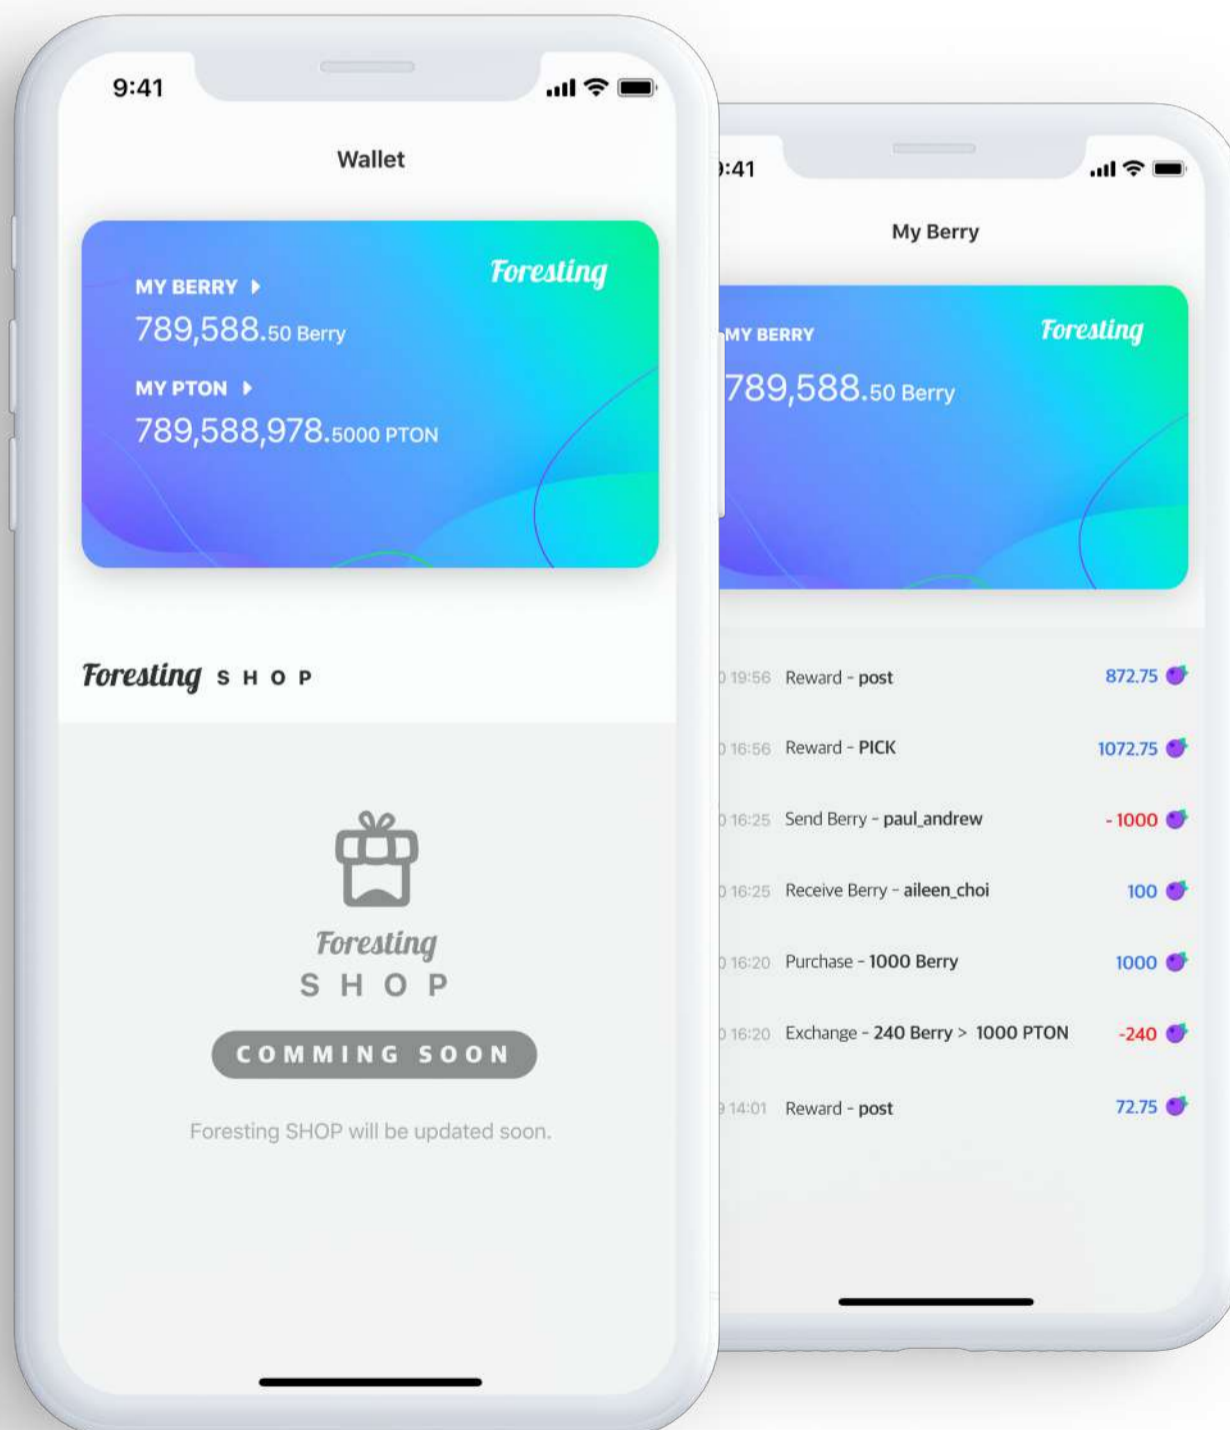 9:41
Wallet
MY BERRY
Foresting
789,588.50 Berry
MY PTON
789,588,978.5000 PTON
Foresting SHOP
Foresting
SHOP
COMMING SOON
Foresting SHOP will be updated soon.
:41
My Berry
MY BERRY
Foresting
789,588.50 Berry
19:56 Reward - post 872.75
16:56 Reward - PICK 1072.75
16:25 Send Berry - paul_andrew - 1000
16:25 Receive Berry - aileen_choi 100
16:20 Purchase - 1000 Berry 1000
16:20 Exchange - 240 Berry > 1000 PTON -240
14:01 Reward - post 72.75